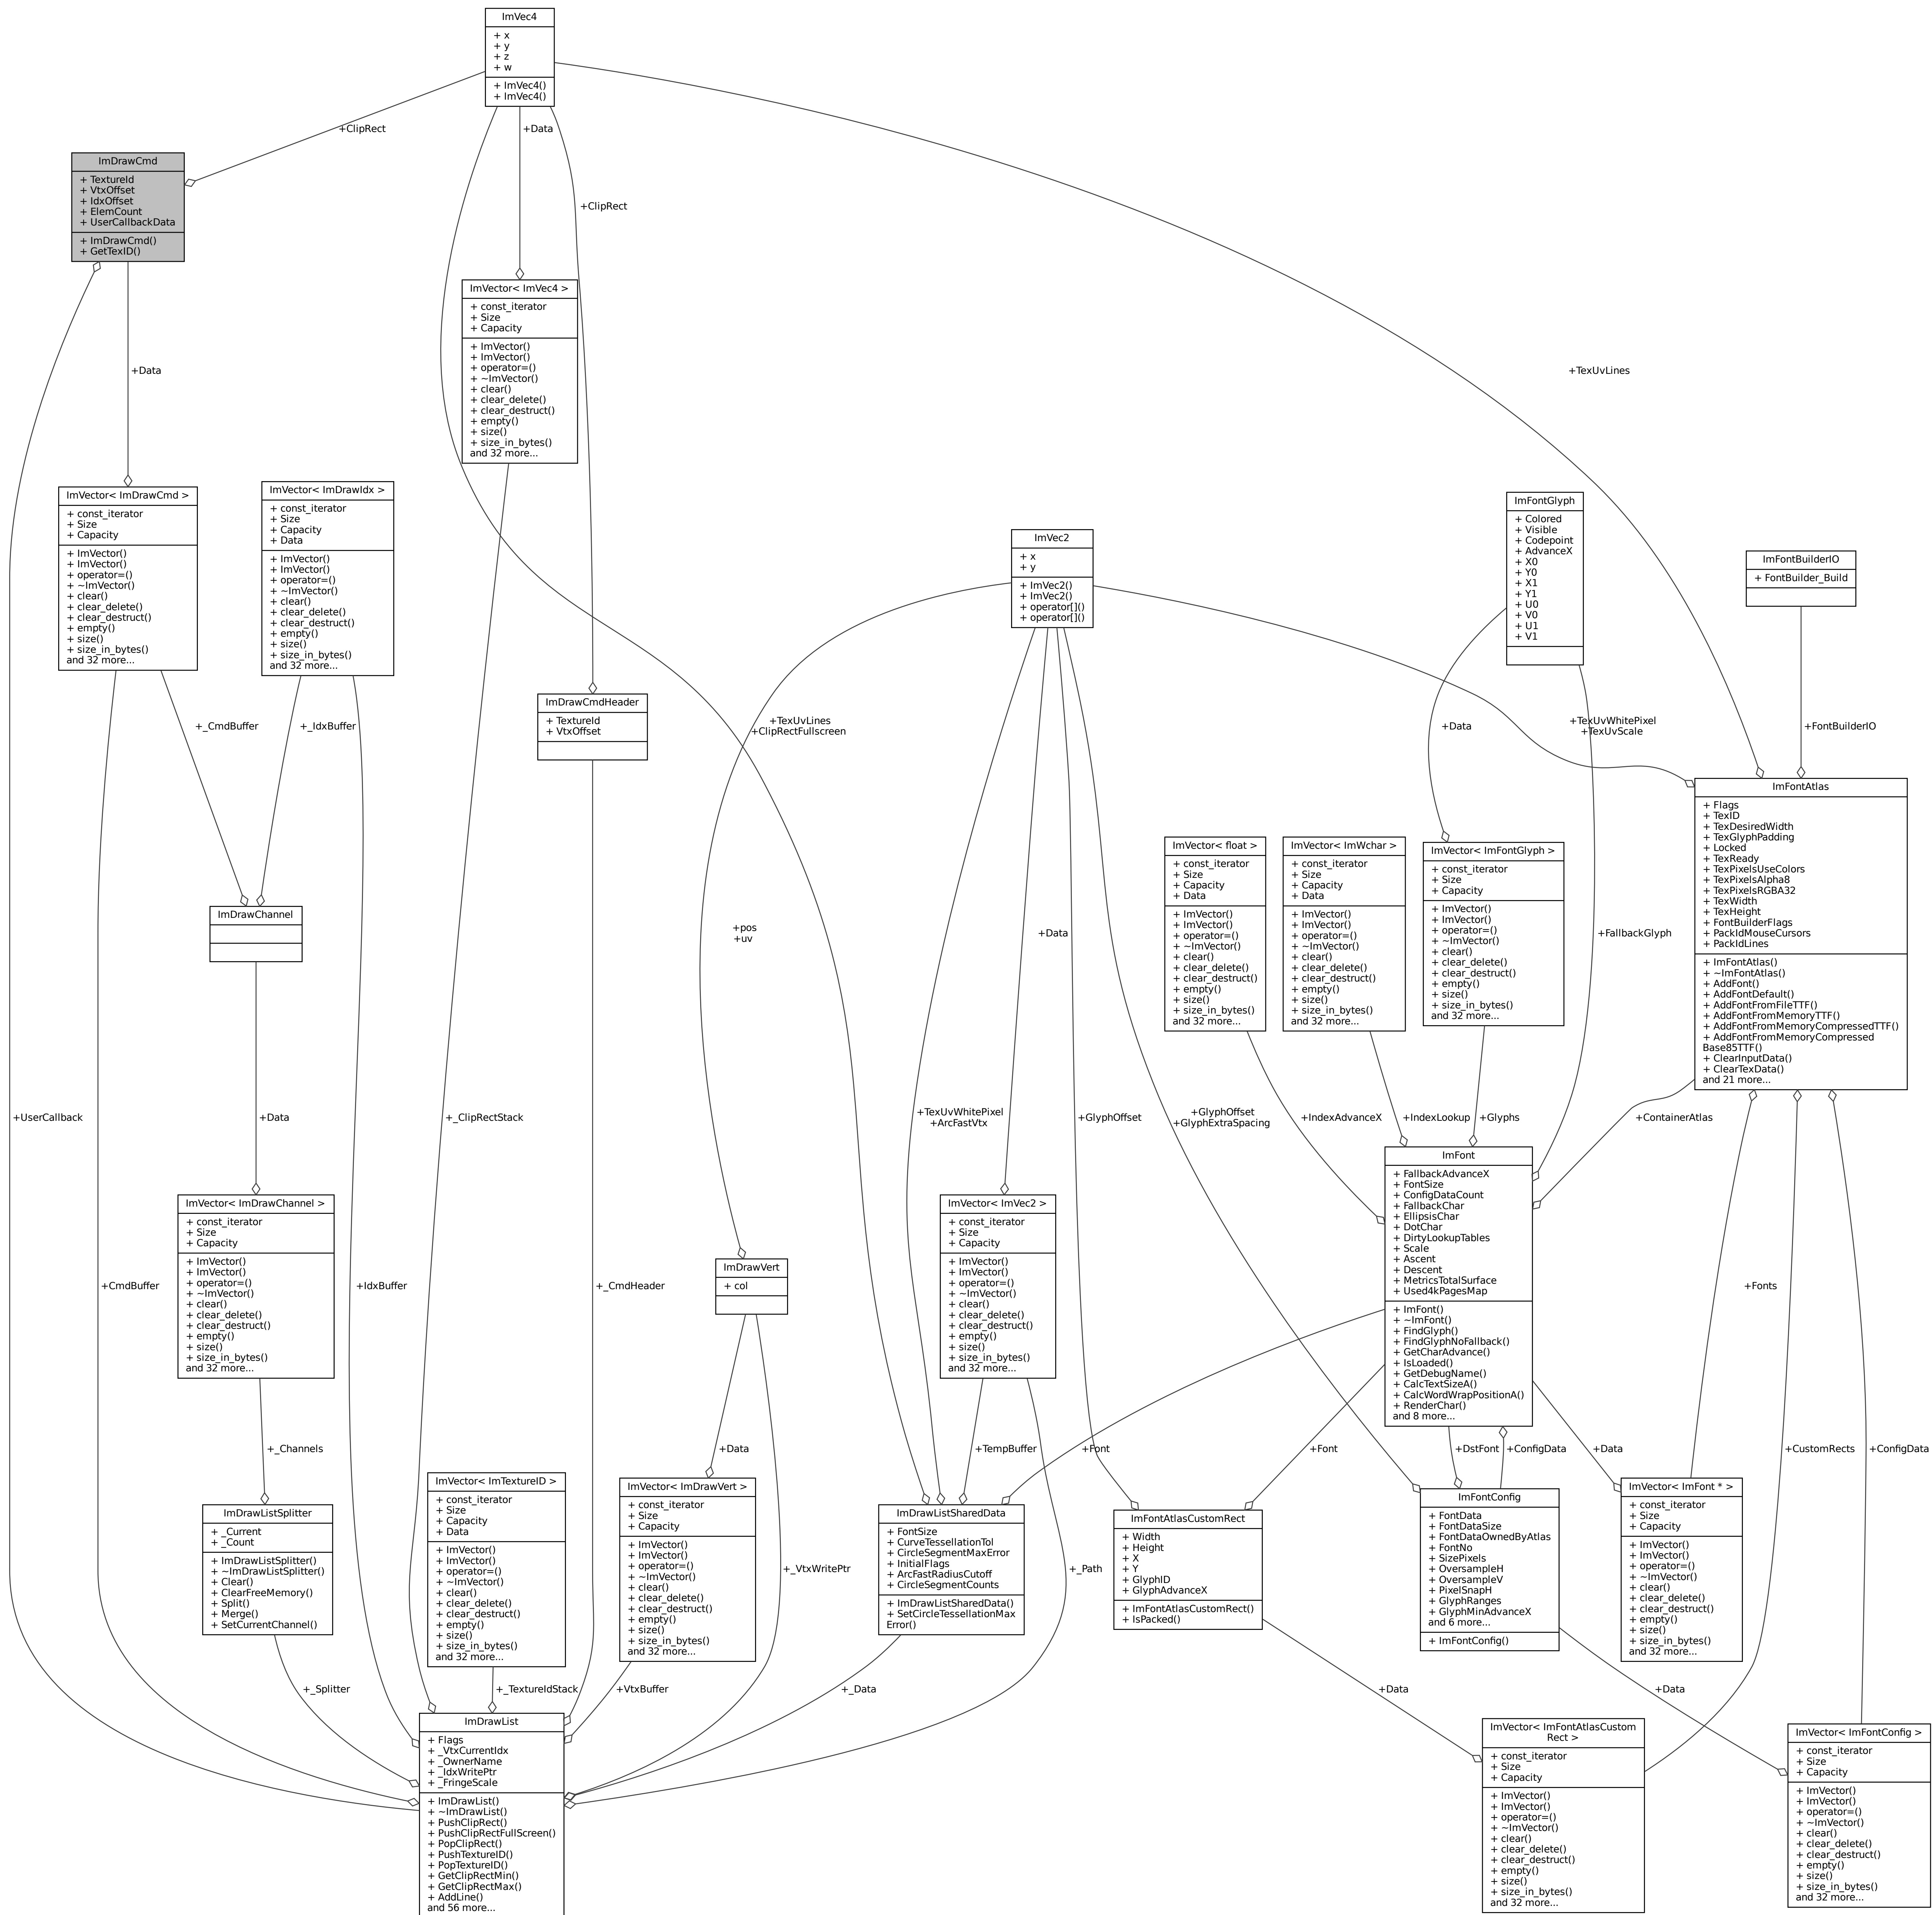 ImVec4
+ x
+ y
+ z
+ w
+ ImVec4()
+ ImVec4()
+ClipRect
+Data
+ClipRect
+TexUvLines
ImDrawCmd
+ TextureId
+ VtxOffset
+ IdxOffset
+ ElemCount
+ UserCallbackData
+ ImDrawCmd()
+ GetTexID()
+Data
ImVector< ImVec4 >
+ const_iterator
+ Size
+ Capacity
+ ImVector()
+ ImVector()
+ operator=()
+ ~ImVector()
+ clear()
+ clear_delete()
+ clear_destruct()
+ empty()
+ size()
+ size_in_bytes()
and 32 more...
ImVector< ImDrawCmd >
+ const_iterator
+ Size
+ Capacity
+ ImVector()
+ ImVector()
+ operator=()
+ ~ImVector()
+ clear()
+ clear_delete()
+ clear_destruct()
+ empty()
+ size()
+ size_in_bytes()
and 32 more...
ImVector< ImDrawIdx >
+ const_iterator
+ Size
+ Capacity
+ Data
+ ImVector()
+ ImVector()
+ operator=()
+ ~ImVector()
+ clear()
+ clear_delete()
+ clear_destruct()
+ empty()
+ size()
+ size_in_bytes()
and 32 more...
ImVec2
+ x
+ y
+ ImVec2()
+ ImVec2()
+ operator[]()
+ operator[]()
ImFontGlyph
+ Colored
+ Visible
+ Codepoint
+ AdvanceX
+ X0
+ Y0
+ X1
+ Y1
+ U0
+ V0
+ U1
+ V1
ImFontBuilderIO
+ FontBuilder_Build
+_CmdBuffer
+_IdxBuffer
ImDrawCmdHeader
+ TextureId
+ VtxOffset
+TexUvLines
+ClipRectFullscreen
+Data
+TexUvWhitePixel
+TexUvScale
+FontBuilderIO
ImFontAtlas
+ Flags
+ TexID
+ TexDesiredWidth
+ TexGlyphPadding
+ Locked
+ TexReady
+ TexPixelsUseColors
+ TexPixelsAlpha8
+ TexPixelsRGBA32
+ TexWidth
+ TexHeight
+ FontBuilderFlags
+ PackIdMouseCursors
+ PackIdLines
+ ImFontAtlas()
+ ~ImFontAtlas()
+ AddFont()
+ AddFontDefault()
+ AddFontFromFileTTF()
+ AddFontFromMemoryTTF()
+ AddFontFromMemoryCompressedTTF()
+ AddFontFromMemoryCompressed
Base85TTF()
+ ClearInputData()
+ ClearTexData()
and 21 more...
ImVector< float >
+ const_iterator
+ Size
+ Capacity
+ Data
+ ImVector()
+ ImVector()
+ operator=()
+ ~ImVector()
+ clear()
+ clear_delete()
+ clear_destruct()
+ empty()
+ size()
+ size_in_bytes()
and 32 more...
ImVector< ImWchar >
+ const_iterator
+ Size
+ Capacity
+ Data
+ ImVector()
+ ImVector()
+ operator=()
+ ~ImVector()
+ clear()
+ clear_delete()
+ clear_destruct()
+ empty()
+ size()
+ size_in_bytes()
and 32 more...
ImVector< ImFontGlyph >
+ const_iterator
+ Size
+ Capacity
+ ImVector()
+ ImVector()
+ operator=()
+ ~ImVector()
+ clear()
+ clear_delete()
+ clear_destruct()
+ empty()
+ size()
+ size_in_bytes()
and 32 more...
ImDrawChannel
+pos
+uv
+Data
+FallbackGlyph
+UserCallback
+Data
+_ClipRectStack
+TexUvWhitePixel
+ArcFastVtx
+GlyphOffset
+GlyphOffset
+GlyphExtraSpacing
+IndexAdvanceX
+IndexLookup
+Glyphs
+ContainerAtlas
ImFont
+ FallbackAdvanceX
+ FontSize
+ ConfigDataCount
+ FallbackChar
+ EllipsisChar
+ DotChar
+ DirtyLookupTables
+ Scale
+ Ascent
+ Descent
+ MetricsTotalSurface
+ Used4kPagesMap
+ ImFont()
+ ~ImFont()
+ FindGlyph()
+ FindGlyphNoFallback()
+ GetCharAdvance()
+ IsLoaded()
+ GetDebugName()
+ CalcTextSizeA()
+ CalcWordWrapPositionA()
+ RenderChar()
and 8 more...
ImVector< ImDrawChannel >
+ const_iterator
+ Size
+ Capacity
+ ImVector()
+ ImVector()
+ operator=()
+ ~ImVector()
+ clear()
+ clear_delete()
+ clear_destruct()
+ empty()
+ size()
+ size_in_bytes()
and 32 more...
ImVector< ImVec2 >
+ const_iterator
+ Size
+ Capacity
+ ImVector()
+ ImVector()
+ operator=()
+ ~ImVector()
+ clear()
+ clear_delete()
+ clear_destruct()
+ empty()
+ size()
+ size_in_bytes()
and 32 more...
ImDrawVert
+ col
+CmdBuffer
+IdxBuffer
+_CmdHeader
+Fonts
+_Channels
+Data
+TempBuffer
+Font
+Font
+DstFont
+ConfigData
+Data
+CustomRects
+ConfigData
ImDrawListSplitter
+ _Current
+ _Count
+ ImDrawListSplitter()
+ ~ImDrawListSplitter()
+ Clear()
+ ClearFreeMemory()
+ Split()
+ Merge()
+ SetCurrentChannel()
ImVector< ImTextureID >
+ const_iterator
+ Size
+ Capacity
+ Data
+ ImVector()
+ ImVector()
+ operator=()
+ ~ImVector()
+ clear()
+ clear_delete()
+ clear_destruct()
+ empty()
+ size()
+ size_in_bytes()
and 32 more...
ImVector< ImDrawVert >
+ const_iterator
+ Size
+ Capacity
+ ImVector()
+ ImVector()
+ operator=()
+ ~ImVector()
+ clear()
+ clear_delete()
+ clear_destruct()
+ empty()
+ size()
+ size_in_bytes()
and 32 more...
+_VtxWritePtr
ImDrawListSharedData
+ FontSize
+ CurveTessellationTol
+ CircleSegmentMaxError
+ InitialFlags
+ ArcFastRadiusCutoff
+ CircleSegmentCounts
+ ImDrawListSharedData()
+ SetCircleTessellationMax
Error()
+_Path
ImFontAtlasCustomRect
+ Width
+ Height
+ X
+ Y
+ GlyphID
+ GlyphAdvanceX
+ ImFontAtlasCustomRect()
+ IsPacked()
ImFontConfig
+ FontData
+ FontDataSize
+ FontDataOwnedByAtlas
+ FontNo
+ SizePixels
+ OversampleH
+ OversampleV
+ PixelSnapH
+ GlyphRanges
+ GlyphMinAdvanceX
and 6 more...
+ ImFontConfig()
ImVector< ImFont * >
+ const_iterator
+ Size
+ Capacity
+ ImVector()
+ ImVector()
+ operator=()
+ ~ImVector()
+ clear()
+ clear_delete()
+ clear_destruct()
+ empty()
+ size()
+ size_in_bytes()
and 32 more...
+_Splitter
+_TextureIdStack
+VtxBuffer
+_Data
+Data
+Data
ImDrawList
+ Flags
+ _VtxCurrentIdx
+ _OwnerName
+ _IdxWritePtr
+ _FringeScale
+ ImDrawList()
+ ~ImDrawList()
+ PushClipRect()
+ PushClipRectFullScreen()
+ PopClipRect()
+ PushTextureID()
+ PopTextureID()
+ GetClipRectMin()
+ GetClipRectMax()
+ AddLine()
and 56 more...
ImVector< ImFontAtlasCustom
Rect >
+ const_iterator
+ Size
+ Capacity
+ ImVector()
+ ImVector()
+ operator=()
+ ~ImVector()
+ clear()
+ clear_delete()
+ clear_destruct()
+ empty()
+ size()
+ size_in_bytes()
and 32 more...
ImVector< ImFontConfig >
+ const_iterator
+ Size
+ Capacity
+ ImVector()
+ ImVector()
+ operator=()
+ ~ImVector()
+ clear()
+ clear_delete()
+ clear_destruct()
+ empty()
+ size()
+ size_in_bytes()
and 32 more...